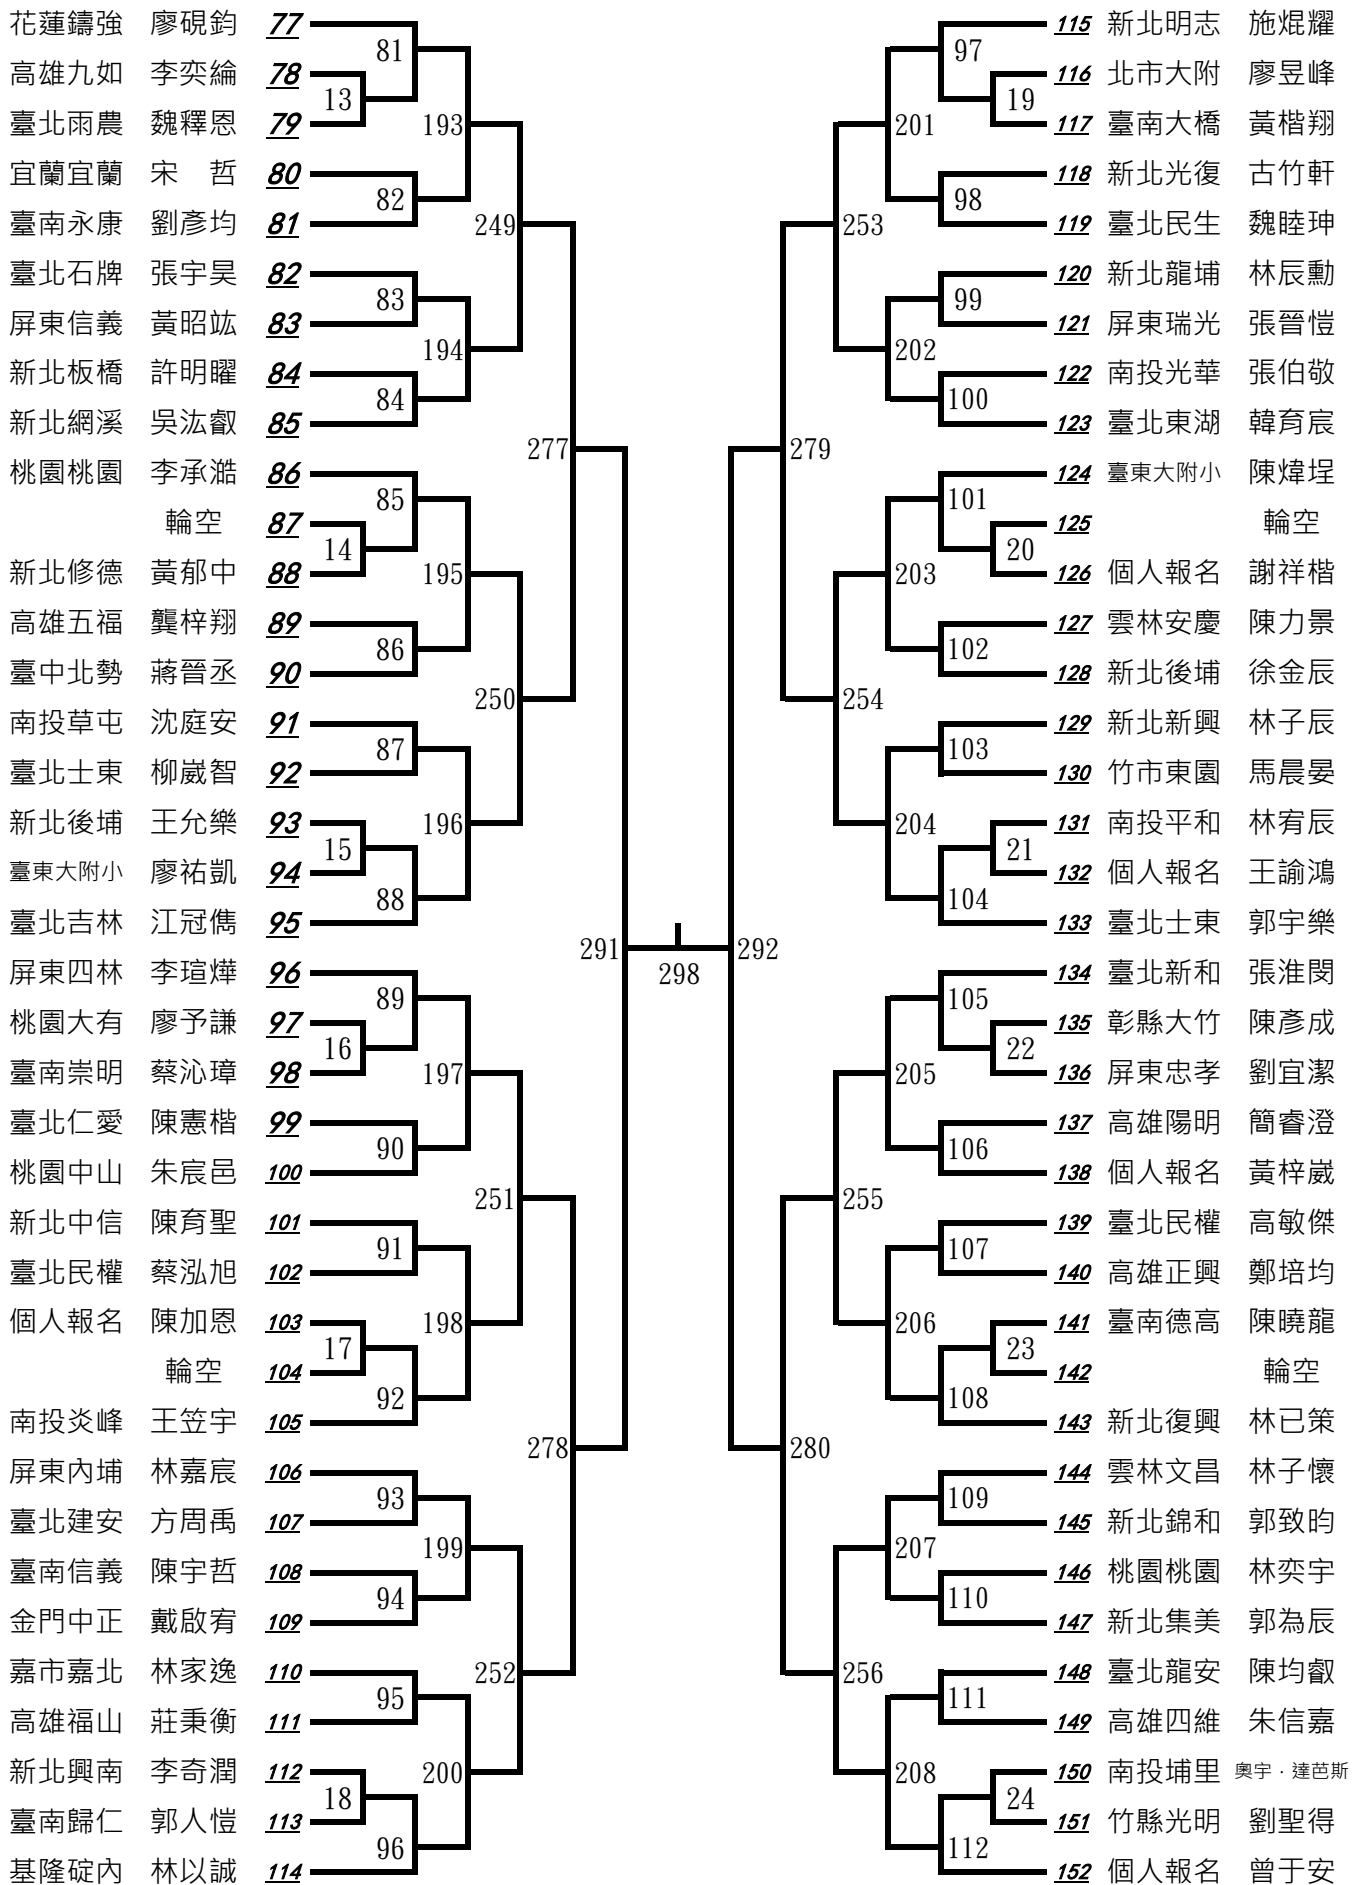 花蓮鑄強 廖硯鈞 77
高雄九如 李奕綸 78
臺北雨農 魏釋恩 79
宜蘭宜蘭 宋 哲 80
臺南永康 劉彥均 81
臺北石牌 張宇昊 82
屏東信義 黃昭竑 83
新北板橋 許明曜 84
新北網溪 吳汯叡 85
桃園桃園 李承澔 86
輪空 87
新北修德 黃郁中 88
高雄五福 龔梓翔 89
臺中北勢 蔣晉丞 90
南投草屯 沈庭安 91
臺北士東 柳崴智 92
新北後埔 王允樂 93
臺東大附小 廖祐凱 94
臺北吉林 江冠儁 95
屏東四林 李瑄燁 96
桃園大有 廖予謙 97
臺南崇明 蔡沁璋 98
臺北仁愛 陳憲楷 99
桃園中山 朱宸邑 100
新北中信 陳育聖 101
臺北民權 蔡泓旭 102
個人報名 陳加恩 103
輪空 104
南投炎峰 王笠宇 105
屏東內埔 林嘉宸 106
臺北建安 方周禹 107
臺南信義 陳宇哲 108
金門中正 戴啟宥 109
嘉市嘉北 林家逸 110
高雄福山 莊秉衡 111
新北興南 李奇潤 112
臺南歸仁 郭人愷 113
基隆碇內 林以誠 114
13
14
15
16
17
18
81
82
83
84
85
86
87
88
89
90
91
92
93
94
95
96
193
194
195
196
197
198
199
200
249
250
251
252
277
278
291
298
292
279
280
253
254
255
256
201
202
203
204
205
206
207
208
97
98
99
100
101
102
103
104
105
106
107
108
109
110
111
112
19
20
21
22
23
24
115 新北明志 施焜耀
116 北市大附 廖昱峰
117 臺南大橋 黃楷翔
118 新北光復 古竹軒
119 臺北民生 魏睦珅
120 新北龍埔 林辰勳
121 屏東瑞光 張晉愷
122 南投光華 張伯敬
123 臺北東湖 韓育宸
124 臺東大附小 陳煒埕
125 輪空
126 個人報名 謝祥楷
127 雲林安慶 陳力景
128 新北後埔 徐金辰
129 新北新興 林子辰
130 竹市東園 馬晨晏
131 南投平和 林宥辰
132 個人報名 王諭鴻
133 臺北士東 郭宇樂
134 臺北新和 張淮閔
135 彰縣大竹 陳彥成
136 屏東忠孝 劉宜潔
137 高雄陽明 簡睿澄
138 個人報名 黃梓崴
139 臺北民權 高敏傑
140 高雄正興 鄭培均
141 臺南德高 陳曉龍
142 輪空
143 新北復興 林已策
144 雲林文昌 林子懷
145 新北錦和 郭致昀
146 桃園桃園 林奕宇
147 新北集美 郭為辰
148 臺北龍安 陳均叡
149 高雄四維 朱信嘉
150 南投埔里 奧宇．達芭斯
151 竹縣光明 劉聖得
152 個人報名 曾于安